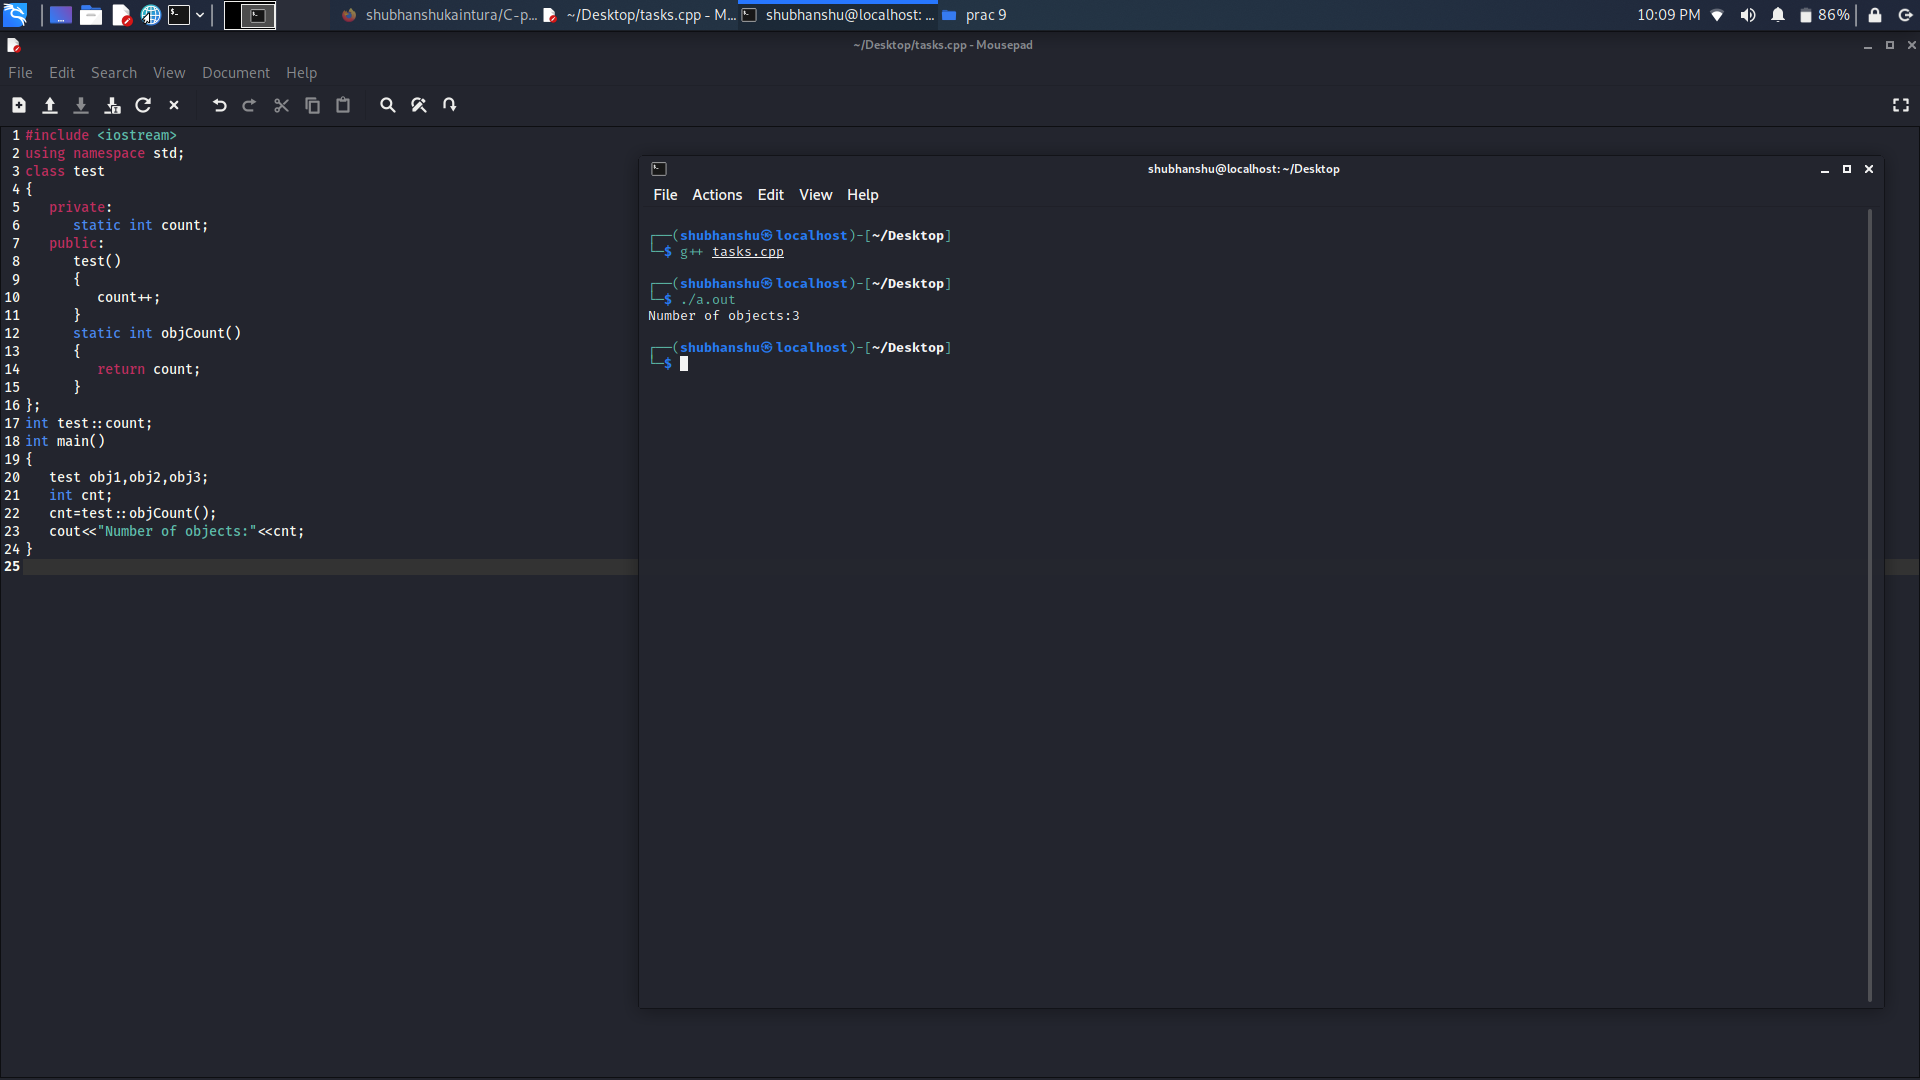 shubhanshukaintura/C-p...
~/Desktop/tasks.cpp - M...
shubhanshu@localhost: ...
prac 9
10:09 PM
86%
~/Desktop/tasks.cpp - Mousepad
File Edit Search View Document Help
1 #include <iostream>
2 using namespace std;
3 class test
4 {
5    private:
6       static int count;
7    public:
8       test()
9       {
10          count++;
11       }
12       static int objCount()
13       {
14          return count;
15       }
16 };
17 int test::count;
18 int main()
19 {
20    test obj1,obj2,obj3;
21    int cnt;
22    cnt=test::objCount();
23    cout<<"Number of objects:"<<cnt;
24 }
25
shubhanshu@localhost: ~/Desktop
File Actions Edit View Help
┌──(shubhanshu㉿localhost)-[~/Desktop]
└─$ g++ tasks.cpp
┌──(shubhanshu㉿localhost)-[~/Desktop]
└─$ ./a.out
Number of objects:3
┌──(shubhanshu㉿localhost)-[~/Desktop]
└─$